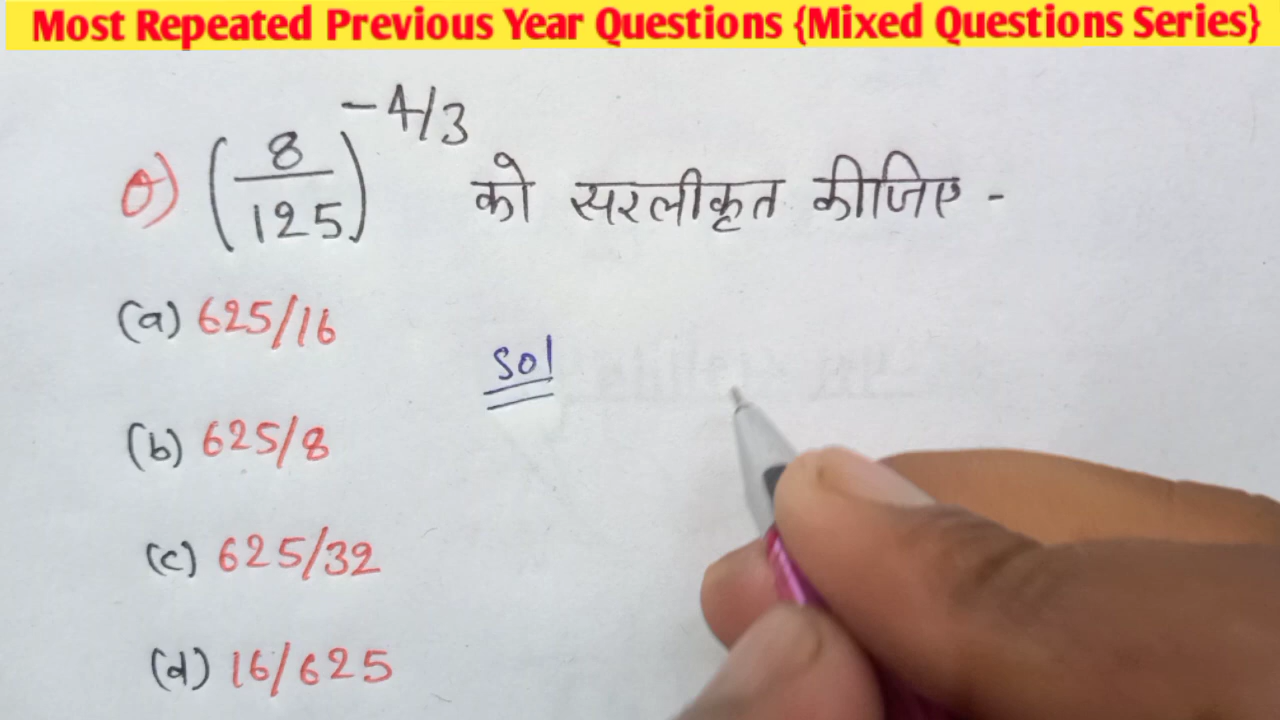 Most Repeated Previous Year Questions {Mixed Questions Series}
Q) (8/125)^-4/3 को सरलीकृत कीजिए -
(a) 625/16
Sol
(b) 625/8
(c) 625/32
(d) 16/625